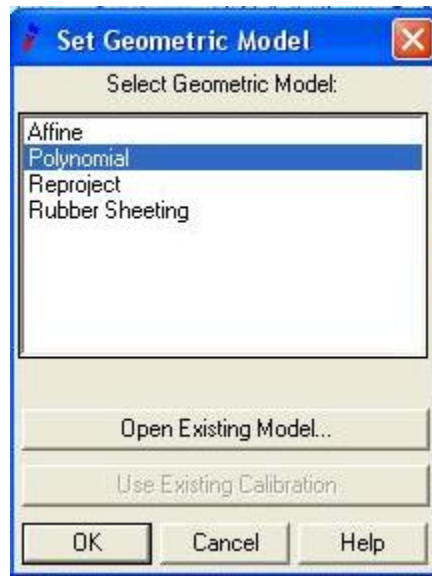 Set Geometric Model
Select Geometric Model:
Affine
Polynomial
Reproject
Rubber Sheeting
Open Existing Model...
Use Existing Calibration
OK Cancel Help